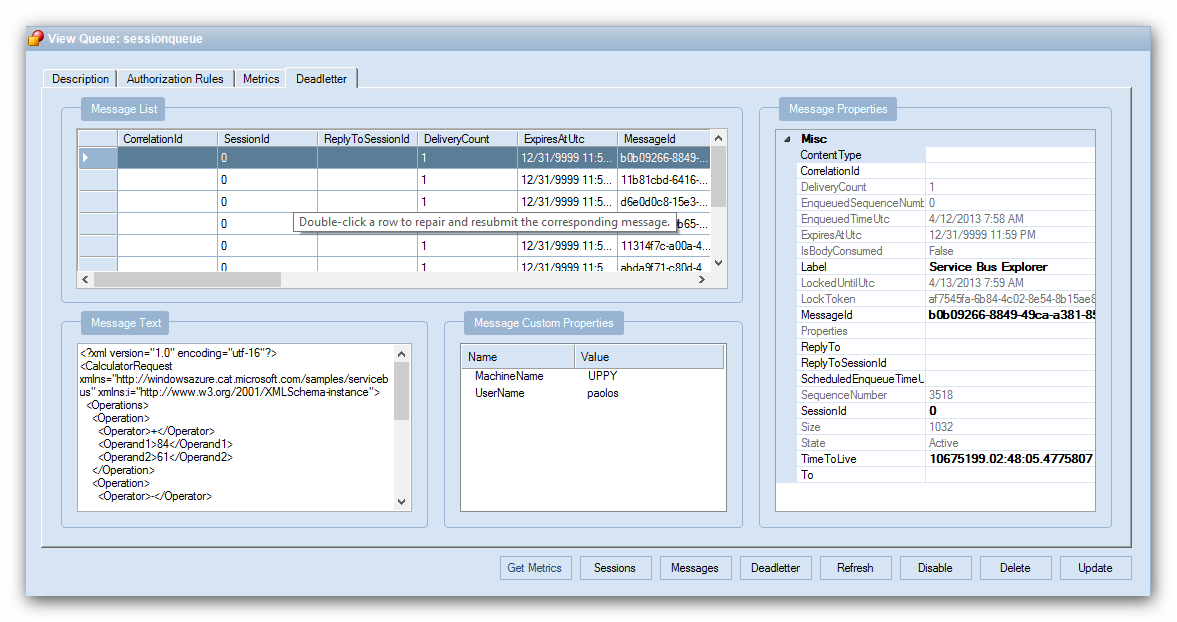 View Queue: sessionqueue
Description Authorization Rules Metrics Deadletter
Message List
CorrelationId SessionId ReplyToSessionId DeliveryCount ExpiresAtUtc MessageId
0 1 12/31/9999 11:5... b0b09266-8849-...
0 1 12/31/9999 11:5... 11b81cbd-6416-...
0 1 12/31/9999 11:5... d6e0d0c8-15e3-...
0 b65-...
Double-click a row to repair and resubmit the corresponding message.
0 1 12/31/9999 11:5... 11314f7c-a00a-4...
0 1 12/31/9999 11:5... abda9f71-c80d-4...
Message Text
<?xml version="1.0" encoding="utf-16"?>
<CalculatorRequest
xmlns="http://windowsazure.cat.microsoft.com/samples/serviceb
us" xmlns:i="http://www.w3.org/2001/XMLSchema-instance">
<Operations>
<Operation>
<Operator>+</Operator>
<Operand1>84</Operand1>
<Operand2>61</Operand2>
</Operation>
<Operation>
<Operator>-</Operator>
Message Custom Properties
Name Value
MachineName UPPY
UserName paolos
Message Properties
Misc
ContentType
CorrelationId
DeliveryCount 1
EnqueuedSequenceNumb 0
EnqueuedTimeUtc 4/12/2013 7:58 AM
ExpiresAtUtc 12/31/9999 11:59 PM
IsBodyConsumed False
Label Service Bus Explorer
LockedUntilUtc 4/13/2013 7:59 AM
LockToken af7545fa-6b84-4c02-8e54-8b15ae8
MessageId b0b09266-8849-49ca-a381-85
Properties
ReplyTo
ReplyToSessionId
ScheduledEnqueueTimeU
SequenceNumber 3518
SessionId 0
Size 1032
State Active
TimeToLive 10675199.02:48:05.4775807
To
Get Metrics Sessions Messages Deadletter Refresh Disable Delete Update